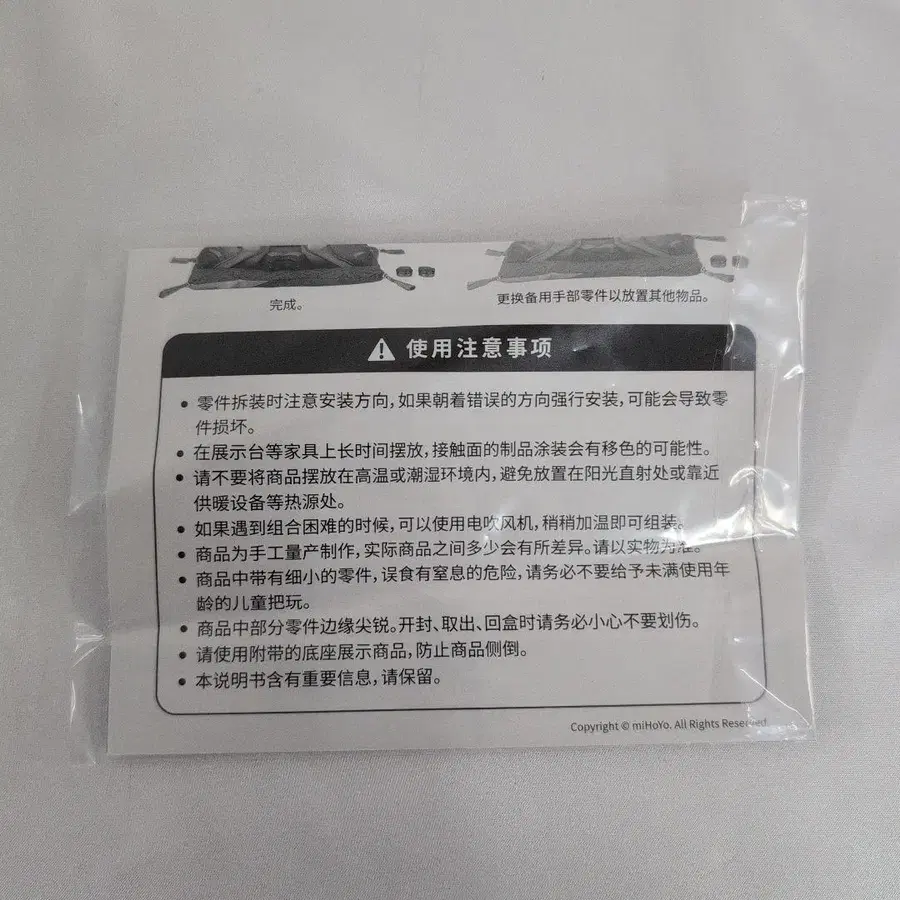 完成。
更换备用手部零件以放置其他物品。
使用注意事项
• 零件拆装时注意安装方向，如果朝着错误的方向强行安装，可能会导致零
件损坏。
• 在展示台等家具上长时间摆放，接触面的制品涂装会有移色的可能性。
• 请不要将商品摆放在高温或潮湿环境内，避免放置在阳光直射处或靠近
供暖设备等热源处。
• 如果遇到组合困难的时候，可以使用电吹风机，稍稍加温即可组装。
• 商品为手工量产制作，实际商品之间多少会有所差异。请以实物为准。
• 商品中带有细小的零件，误食有窒息的危险，请务必不要给予未满使用年
龄的儿童把玩。
• 商品中部分零件边缘尖锐。开封、取出、回盒时请务必小心不要划伤。
• 请使用附带的底座展示商品，防止商品侧倒。
• 本说明书含有重要信息，请保留。
Copyright © miHoYo. All Rights Reserved